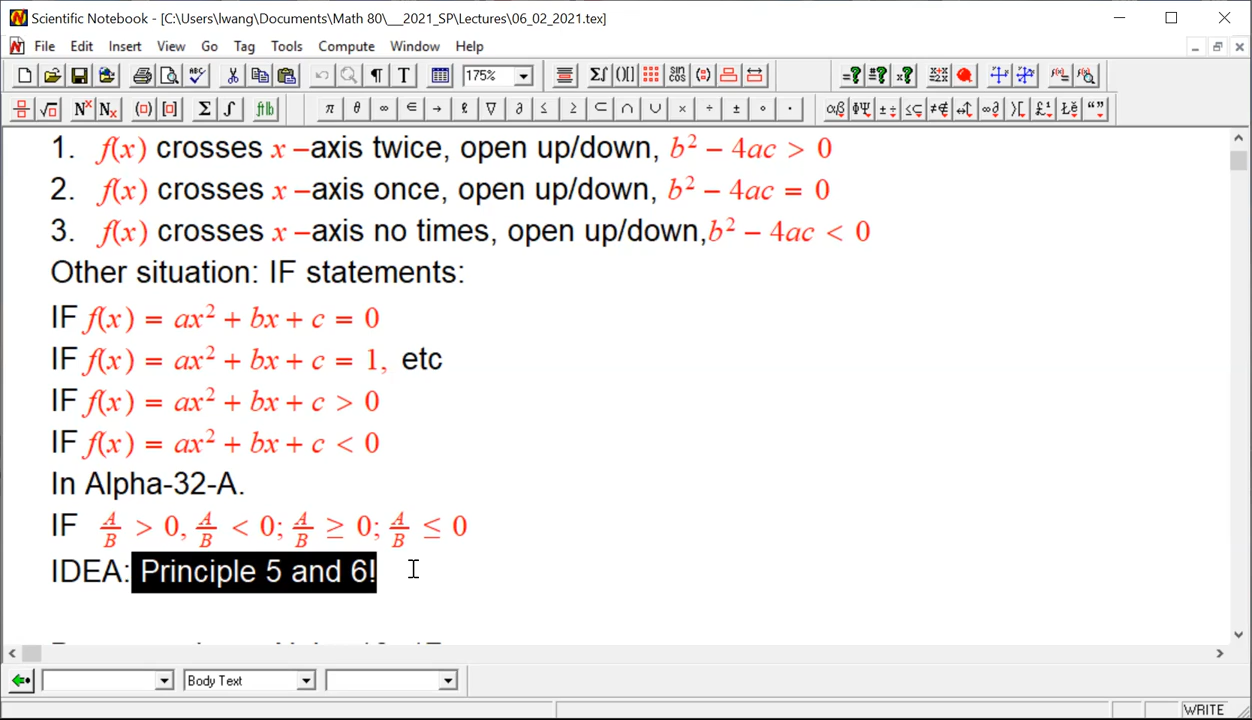 Scientific Notebook - [C:\Users\lwang\Documents\Math 80\__2021_SP\Lectures\06_02_2021.tex]
File Edit Insert View Go Tag Tools Compute Window Help
175%
1. f(x) crosses x −axis twice, open up/down, b² − 4ac > 0
2. f(x) crosses x −axis once, open up/down, b² − 4ac = 0
3. f(x) crosses x −axis no times, open up/down,b² − 4ac < 0
Other situation: IF statements:
IF f(x) = ax² + bx + c = 0
IF f(x) = ax² + bx + c = 1, etc
IF f(x) = ax² + bx + c > 0
IF f(x) = ax² + bx + c < 0
In Alpha-32-A.
IF A/B > 0, A/B < 0; A/B ≥ 0; A/B ≤ 0
IDEA: Principle 5 and 6!
Body Text
WRITE